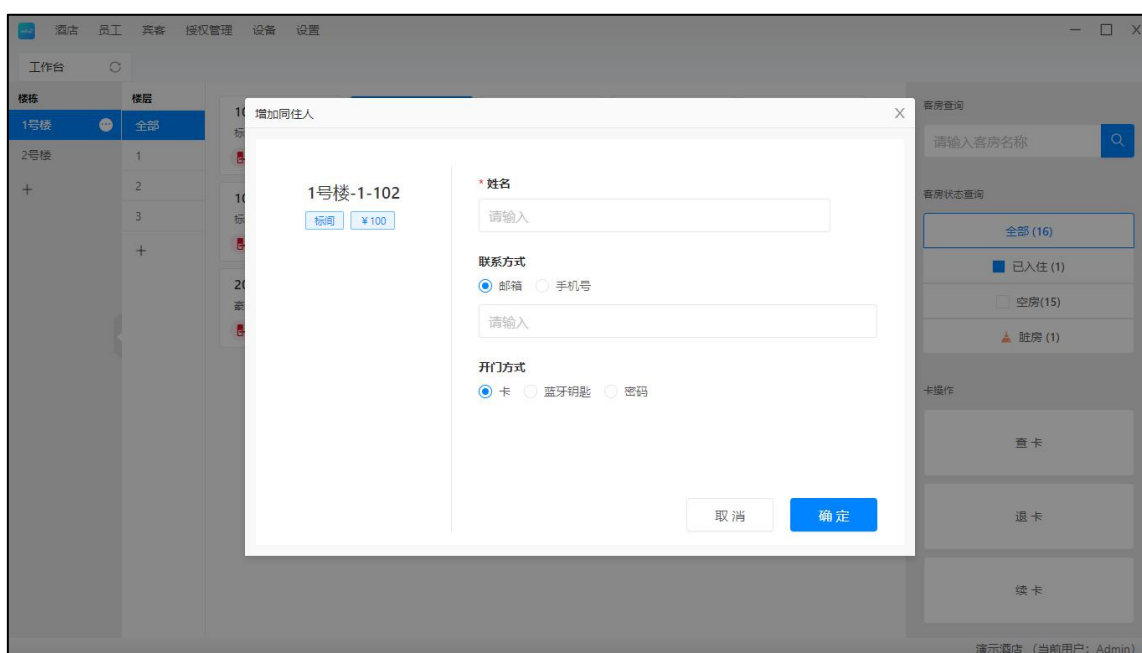 酒店 员工 宾客 授权管理 设备 设置
工作台
楼栋 楼层
1号楼 全部
2号楼 1
2
3
增加同住人
1号楼-1-102
标间 ¥100
* 姓名
请输入
联系方式
邮箱 手机号
请输入
开门方式
卡 蓝牙钥匙 密码
取消 确定
客房查询
请输入客房名称
客房状态查询
全部 (16)
已入住 (1)
空房(15)
脏房 (1)
卡操作
查卡
退卡
续卡
演示酒店 (当前用户: Admin)